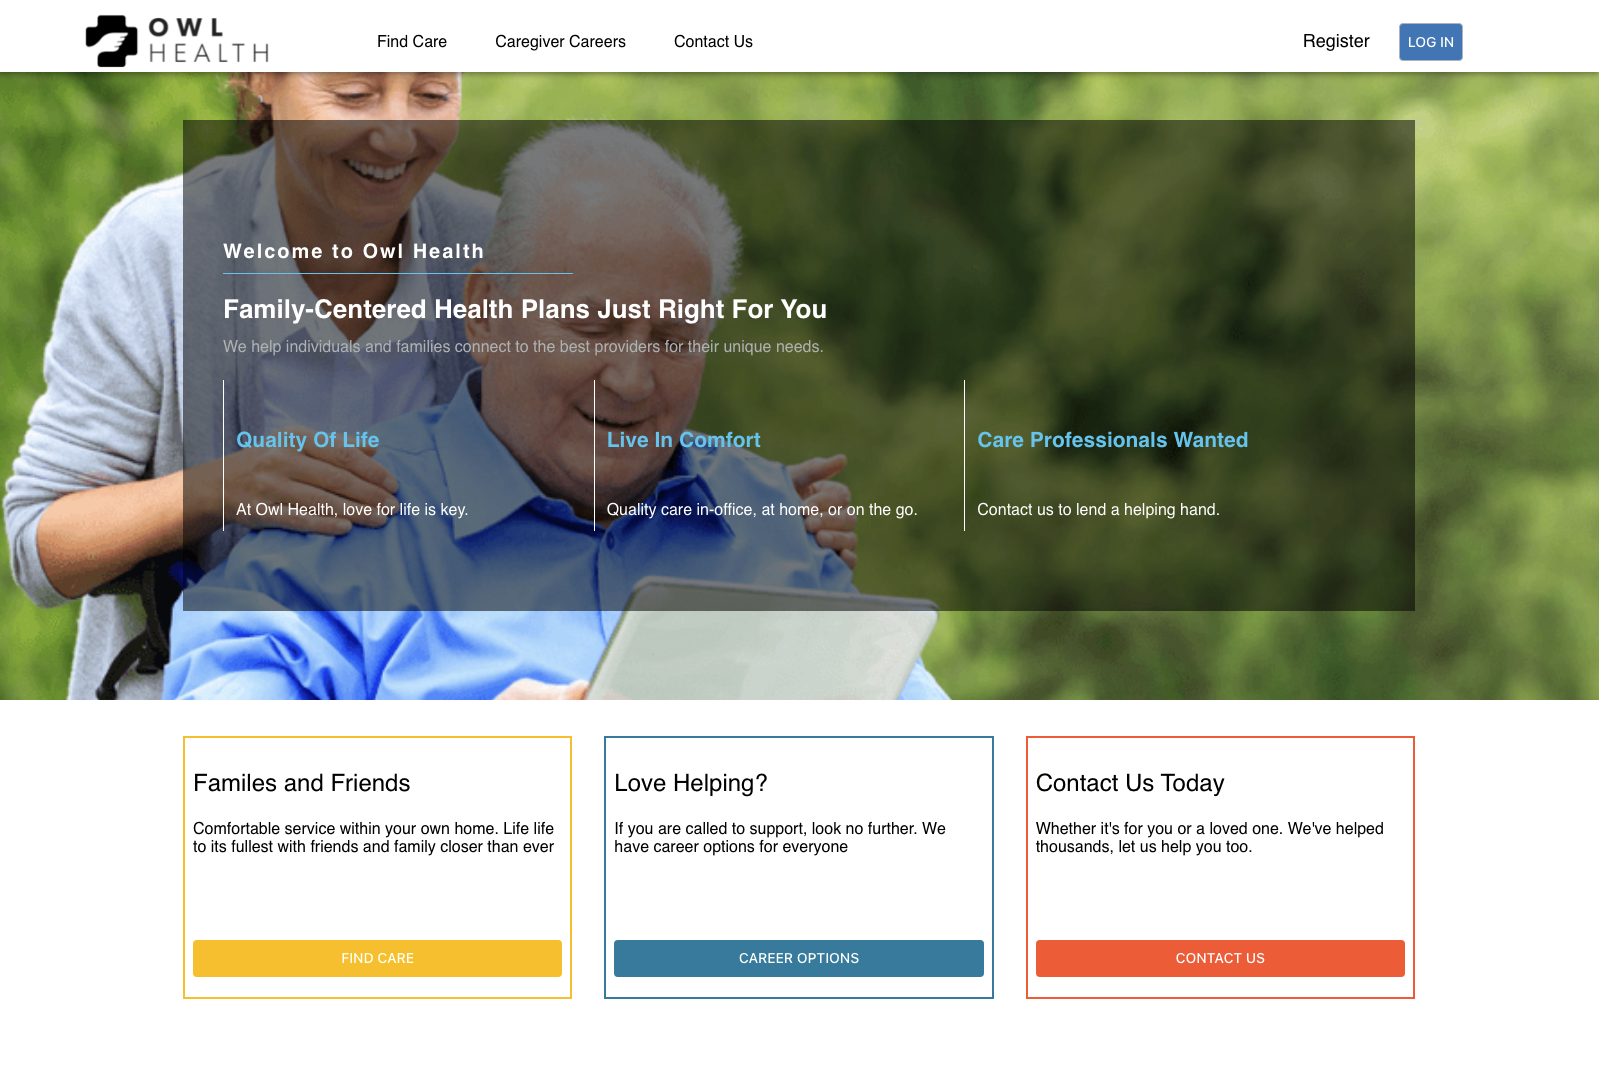 OWL
HEALTH
Find Care
Caregiver Careers
Contact Us
Register
LOG IN
Welcome to Owl Health
Family-Centered Health Plans Just Right For You
We help individuals and families connect to the best providers for their unique needs.
Quality Of Life
At Owl Health, love for life is key.
Live In Comfort
Quality care in-office, at home, or on the go.
Care Professionals Wanted
Contact us to lend a helping hand.
Familes and Friends
Comfortable service within your own home. Life life
to its fullest with friends and family closer than ever
FIND CARE
Love Helping?
If you are called to support, look no further. We
have career options for everyone
CAREER OPTIONS
Contact Us Today
Whether it's for you or a loved one. We've helped
thousands, let us help you too.
CONTACT US